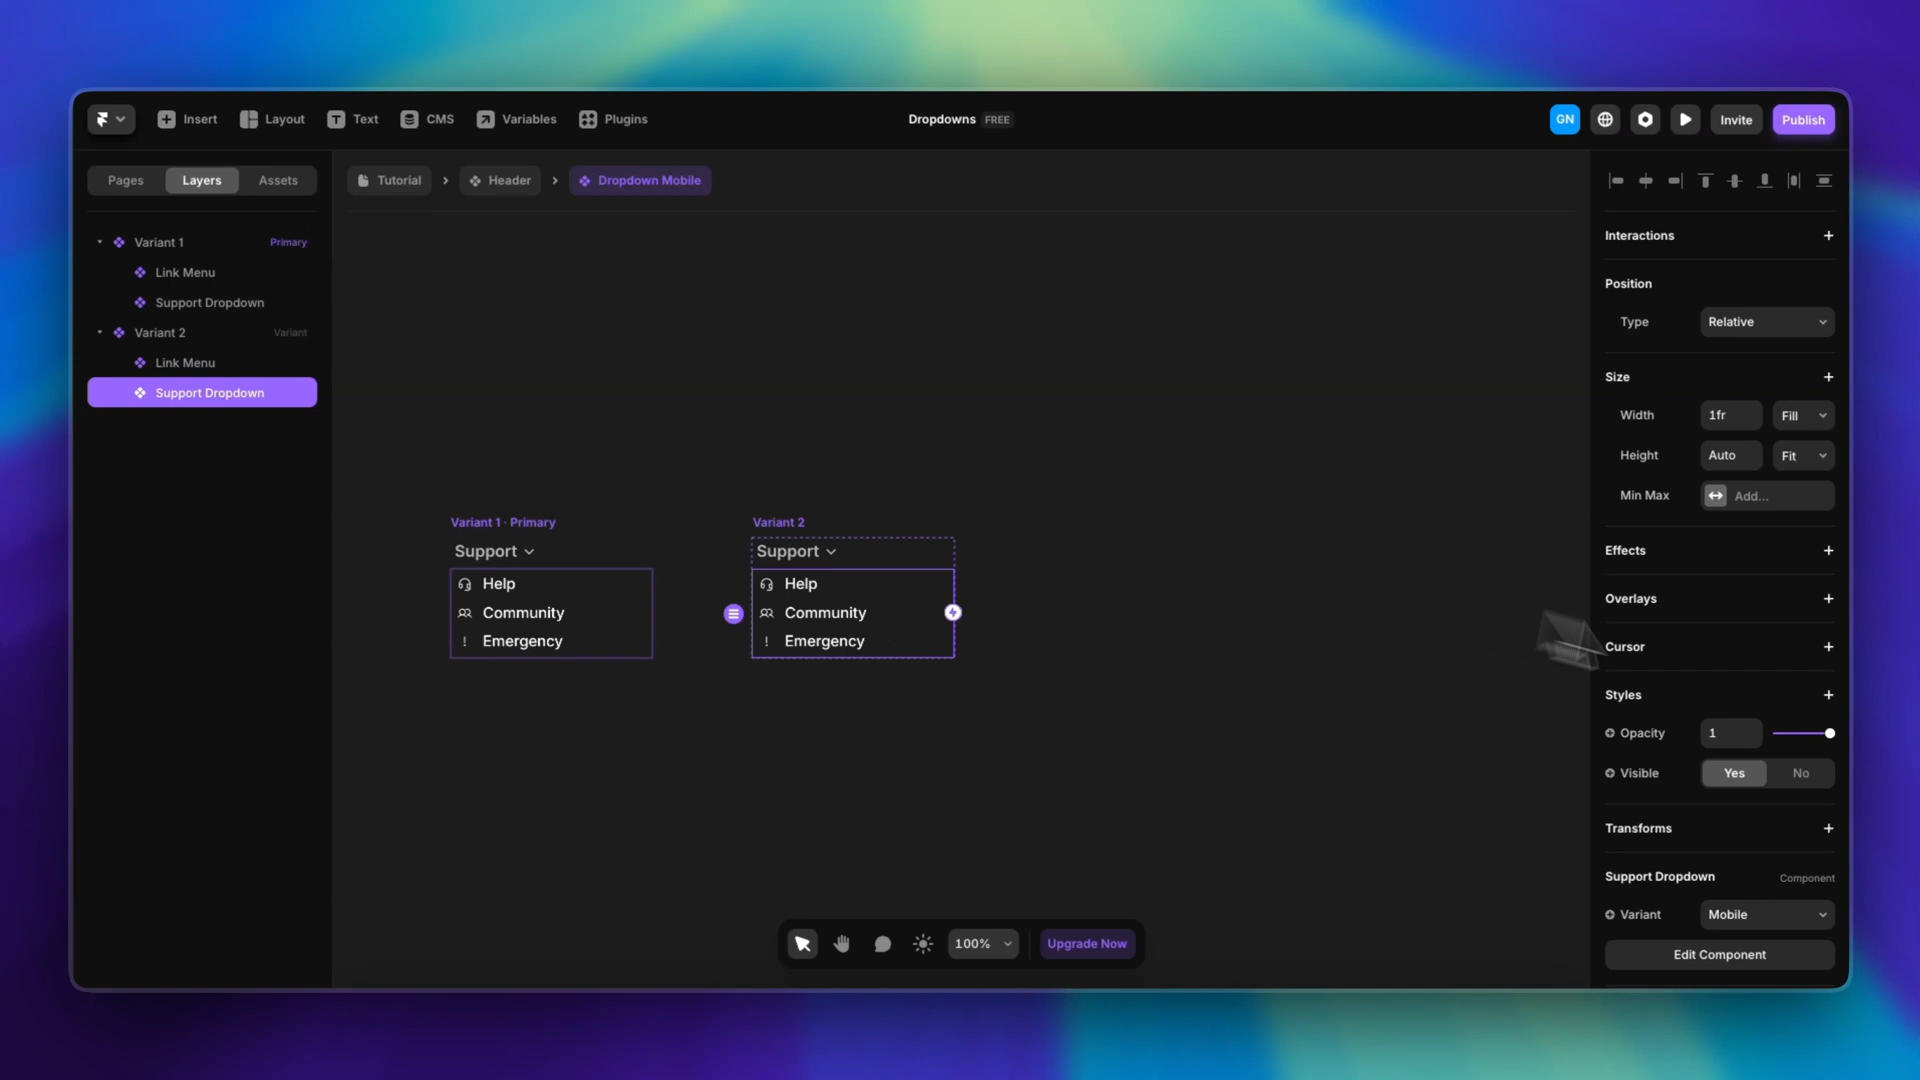 Insert
Layout
Text
CMS
Variables
Plugins
Dropdowns FREE
GN
Invite
Publish
Pages
Layers
Assets
Tutorial
Header
Dropdown Mobile
Variant 1 Primary
Link Menu
Support Dropdown
Variant 2 Variant
Link Menu
Support Dropdown
Variant 1 · Primary
Support
Help
Community
! Emergency
Variant 2
Support
Help
Community
! Emergency
100%
Upgrade Now
Interactions
Position
Type Relative
Size
Width 1fr Fill
Height Auto Fit
Min Max Add...
Effects
Overlays
Cursor
Styles
Opacity 1
Visible Yes No
Transforms
Support Dropdown Component
Variant Mobile
Edit Component